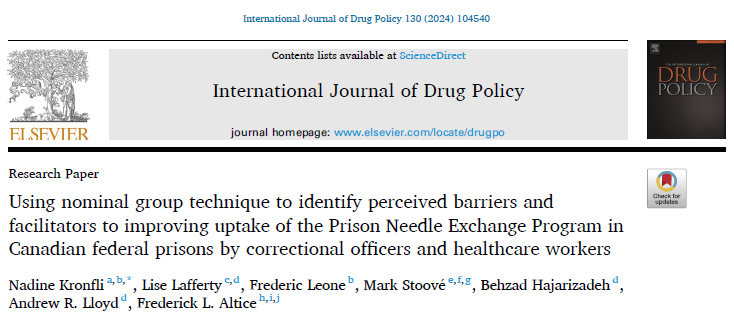 International Journal of Drug Policy 130 (2024) 104540
Contents lists available at ScienceDirect
International Journal of Drug Policy
journal homepage: www.elsevier.com/locate/drugpo
ELSEVIER
DRUG
POLICY
Research Paper
Using nominal group technique to identify perceived barriers and
facilitators to improving uptake of the Prison Needle Exchange Program in
Canadian federal prisons by correctional officers and healthcare workers
Check for
updates
Nadine Kronfli a,b,*, Lise Lafferty c,d, Frederic Leone b, Mark Stoové e,f,g, Behzad Hajarizadeh d,
Andrew R. Lloyd d, Frederick L. Altice h,i,j